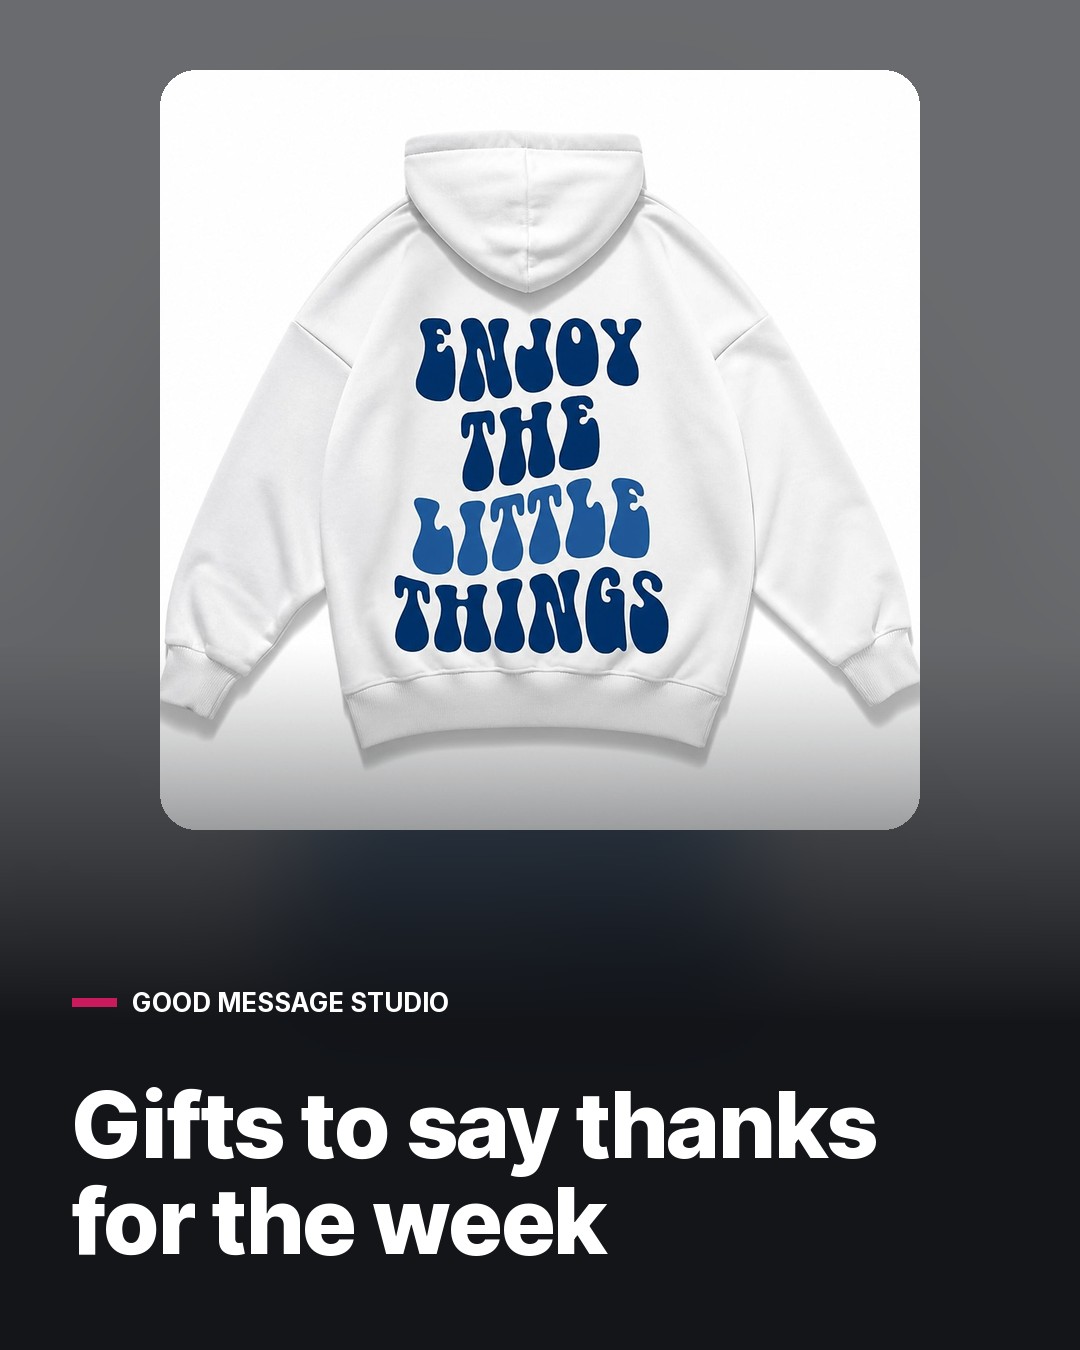 ENJOY
THE
LITTLE
THINGS
GOOD MESSAGE STUDIO
Gifts to say thanks
for the week